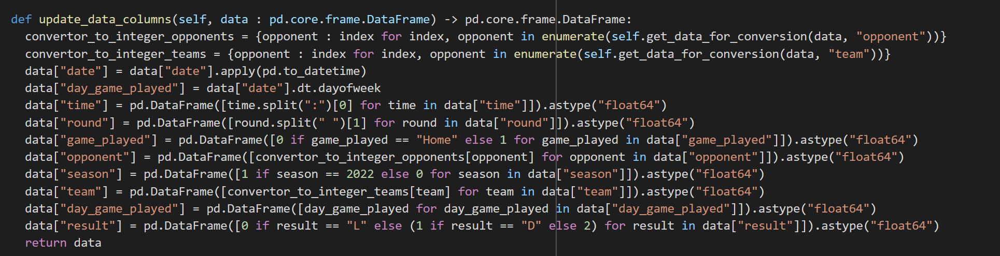 def update_data_columns(self, data : pd.core.frame.DataFrame) -> pd.core.frame.DataFrame:
  convertor_to_integer_opponents = {opponent : index for index, opponent in enumerate(self.get_data_for_conversion(data, "opponent"))}
  convertor_to_integer_teams = {opponent : index for index, opponent in enumerate(self.get_data_for_conversion(data, "team"))}
  data["date"] = data["date"].apply(pd.to_datetime)
  data["day_game_played"] = data["date"].dt.dayofweek
  data["time"] = pd.DataFrame([time.split(":")[0] for time in data["time"]]).astype("float64")
  data["round"] = pd.DataFrame([round.split(" ")[1] for round in data["round"]]).astype("float64")
  data["game_played"] = pd.DataFrame([0 if game_played == "Home" else 1 for game_played in data["game_played"]]).astype("float64")
  data["opponent"] = pd.DataFrame([convertor_to_integer_opponents[opponent] for opponent in data["opponent"]]).astype("float64")
  data["season"] = pd.DataFrame([1 if season == 2022 else 0 for season in data["season"]]).astype("float64")
  data["team"] = pd.DataFrame([convertor_to_integer_teams[team] for team in data["team"]]).astype("float64")
  data["day_game_played"] = pd.DataFrame([day_game_played for day_game_played in data["day_game_played"]]).astype("float64")
  data["result"] = pd.DataFrame([0 if result == "L" else (1 if result == "D" else 2) for result in data["result"]]).astype("float64")
  return data